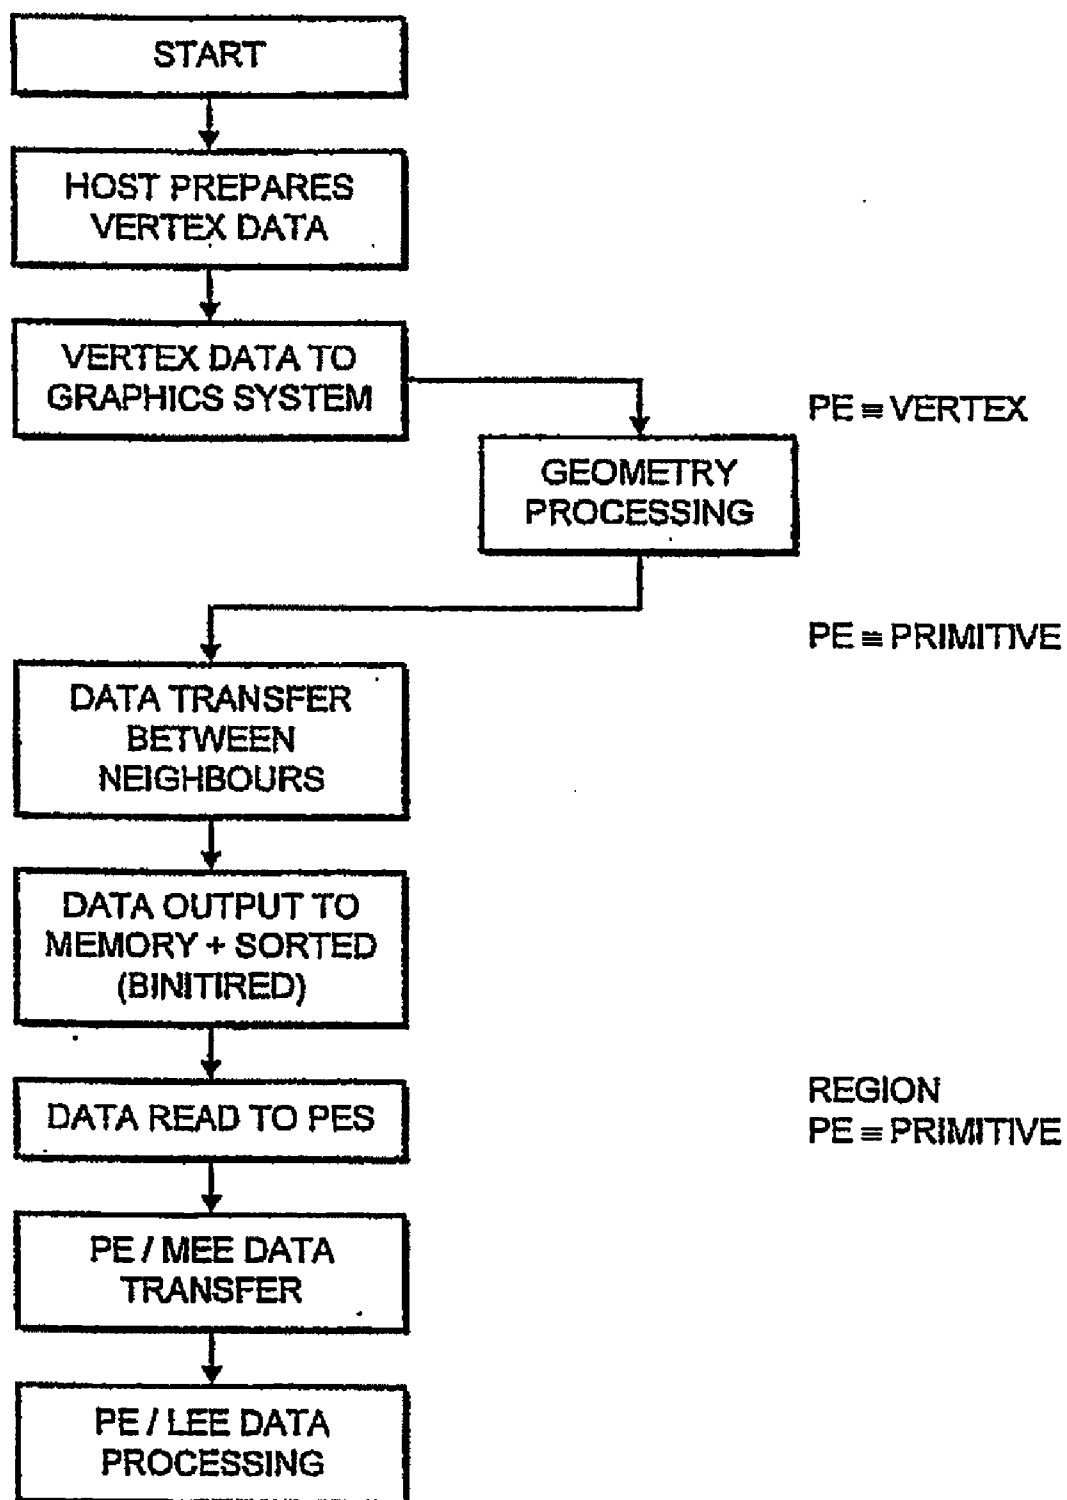 START
HOST PREPARES
VERTEX DATA
VERTEX DATA TO
GRAPHICS SYSTEM
PE ≡ VERTEX
GEOMETRY
PROCESSING
PE ≡ PRIMITIVE
DATA TRANSFER
BETWEEN
NEIGHBOURS
DATA OUTPUT TO
MEMORY + SORTED
(BINITIRED)
DATA READ TO PES
REGION
PE ≡ PRIMITIVE
PE / MEE DATA
TRANSFER
PE / LEE DATA
PROCESSING